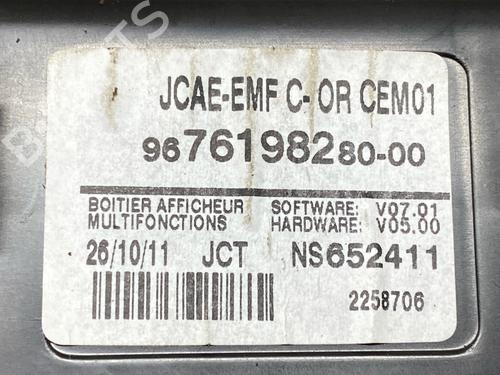 JCAE-EMF C- OR CEM01
9676198280-00
BOITIER AFFICHEUR
MULTIFONCTIONS
SOFTWARE: V07.01
HARDWARE: V05.00
26/10/11 JCT NS652411
2258706